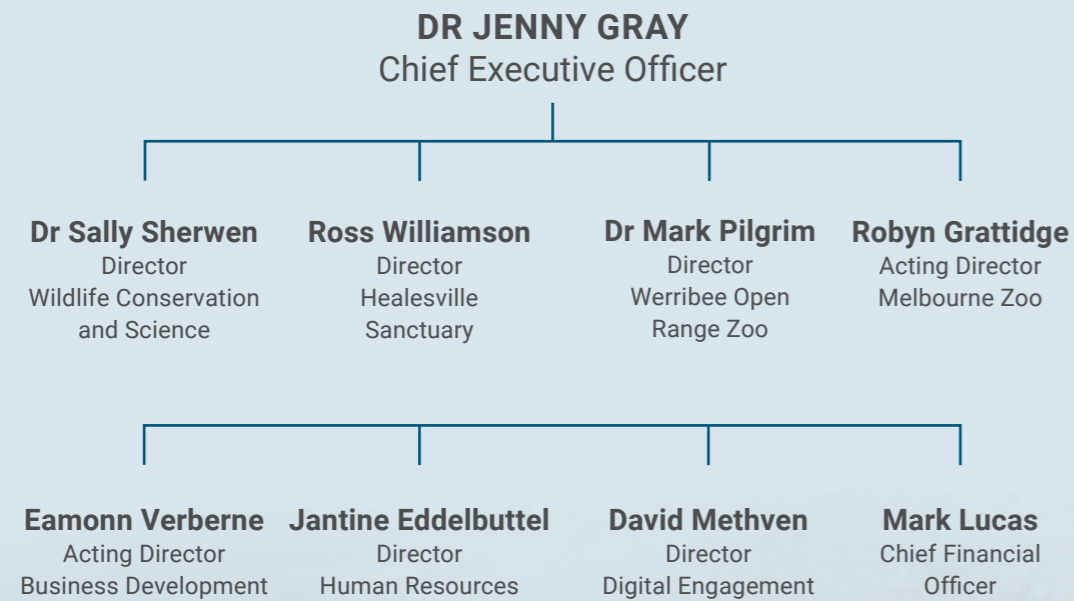 DR JENNY GRAY
Chief Executive Officer
Dr Sally Sherwen
Director
Wildlife Conservation
and Science
Ross Williamson
Director
Healesville
Sanctuary
Dr Mark Pilgrim
Director
Werribee Open
Range Zoo
Robyn Grattidge
Acting Director
Melbourne Zoo
Eamonn Verberne
Acting Director
Business Development
Jantine Eddelbuttel
Director
Human Resources
David Methven
Director
Digital Engagement
Mark Lucas
Chief Financial
Officer